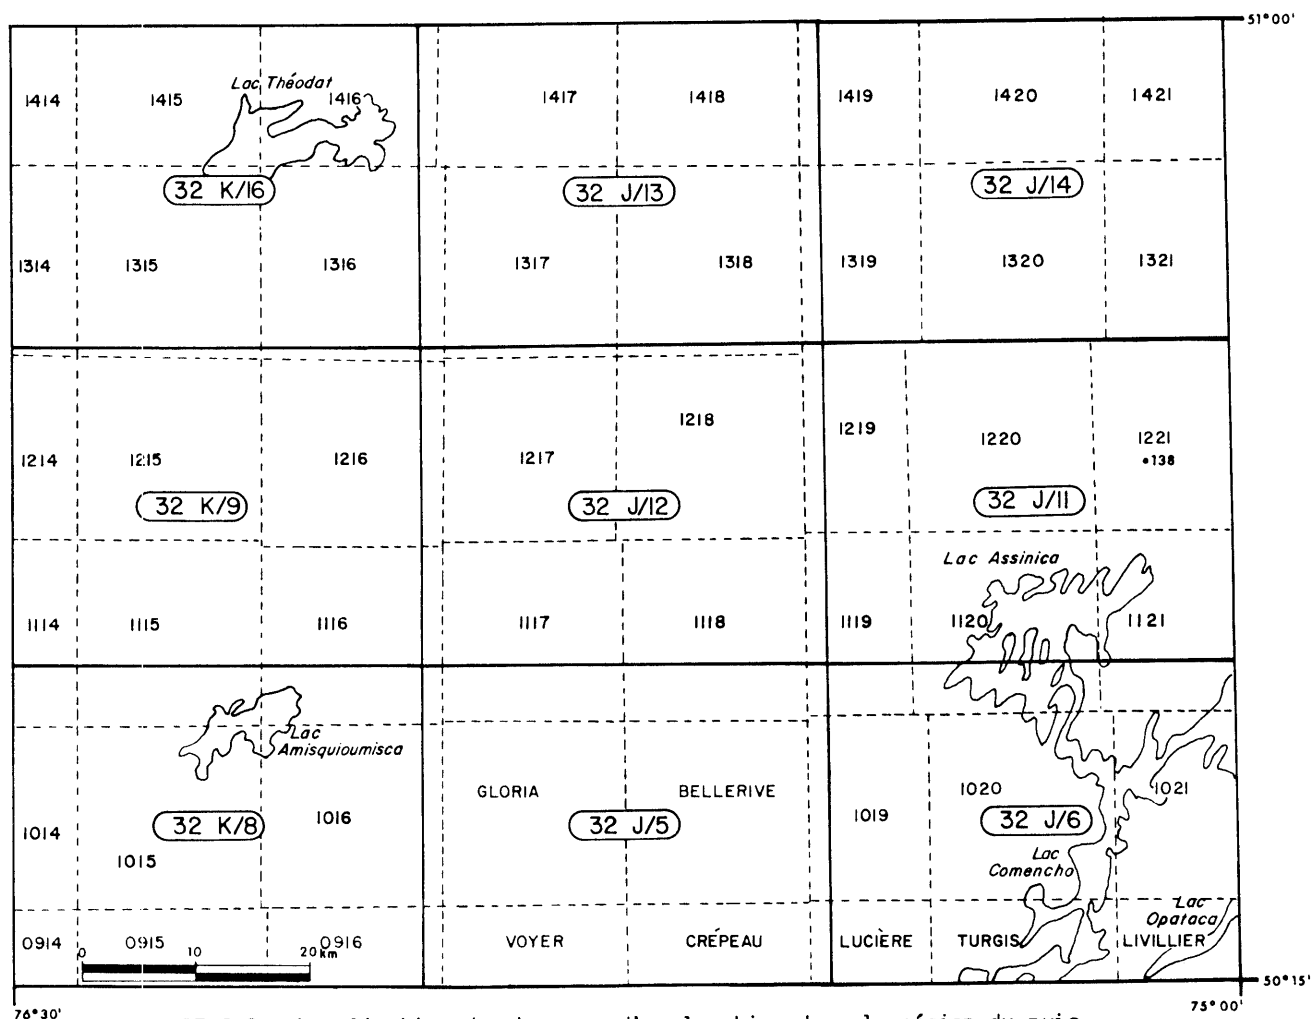 51°00'
Lac Théodat
1414 1415 1416 1417 1418 1419 1420 1421
32 K/16 32 J/13 32 J/14
1314 1315 1316 1317 1318 1319 1320 1321
1218 1219 1220 1221
1214 1215 1216 1217 •138
32 K/9 32 J/12 32 J/11
Lac Assinica
1114 1115 1116 1117 1118 1119 1120 1121
Lac
Amisquioumisca
GLORIA BELLERIVE 1020 1021
1014 1016 1019
32 K/8 32 J/5 32 J/6
1015
Lac
Comencho
Lac
Opataca
0914 0915 0916 VOYER CRÉPEAU LUCIÈRE TURGIS LIVILLIER
0 10 20 km
50°15'
76°30' 75°00'